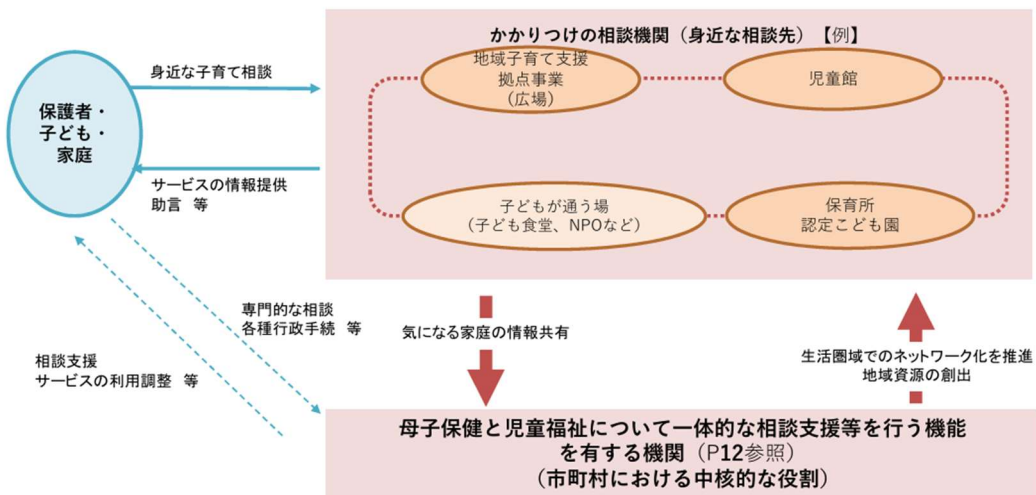 かかりつけの相談機関（身近な相談先）【例】
地域子育て支援
拠点事業
（広場）
児童館
身近な子育て相談
保護者・
子ども・
家庭
サービスの情報提供
助言　等
子どもが通う場
（子ども食堂、NPOなど）
保育所
認定こども園
専門的な相談
各種行政手続　等
気になる家庭の情報共有
生活圏域でのネットワーク化を推進
地域資源の創出
相談支援
サービスの利用調整　等
母子保健と児童福祉について一体的な相談支援等を行う機能
を有する機関（P12参照）
（市町村における中核的な役割）